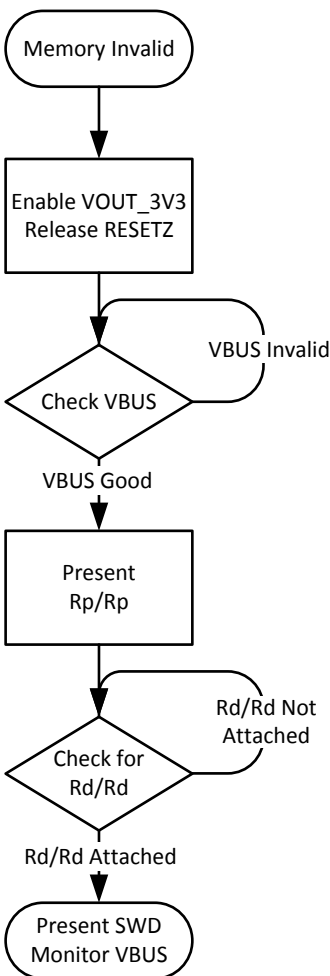 Memory Invalid
Enable VOUT_3V3
Release RESETZ
VBUS Invalid
Check VBUS
VBUS Good
Present
Rp/Rp
Rd/Rd Not
Attached
Check for
Rd/Rd
Rd/Rd Attached
Present SWD
Monitor VBUS